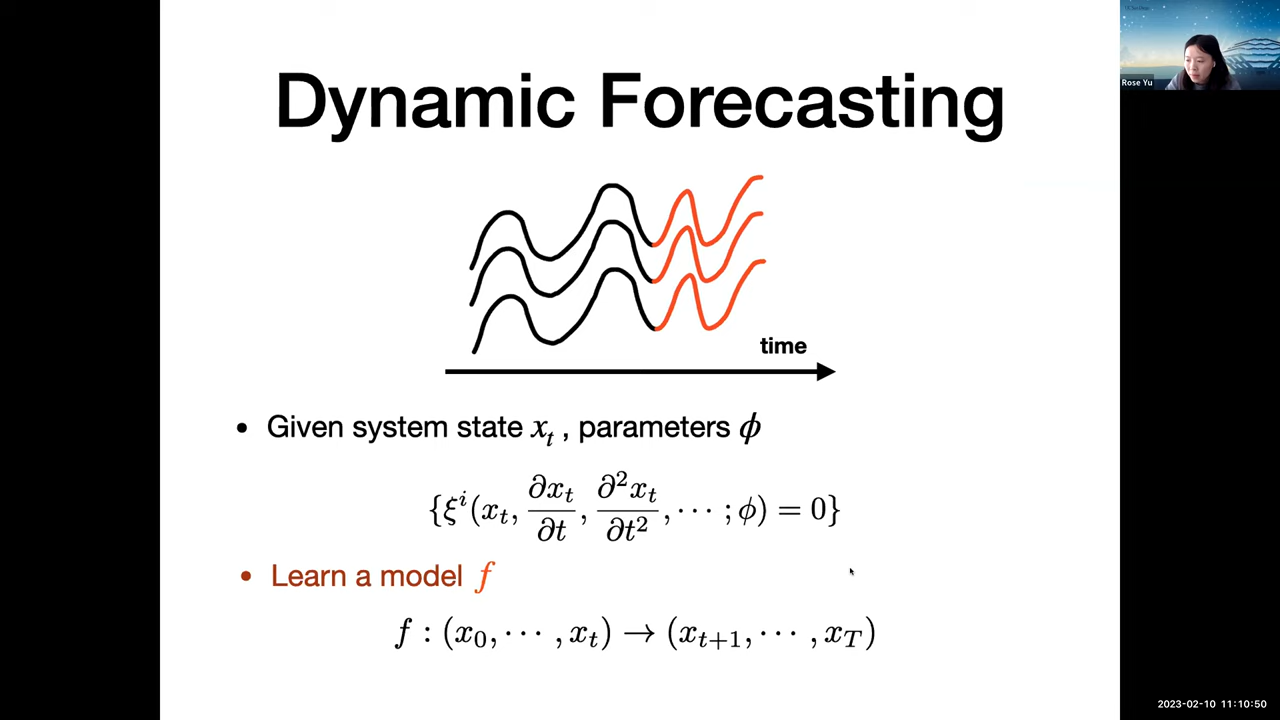 Dynamic Forecasting
Rose Yu
time
• Given system state x_t , parameters ϕ
{ξ^i(x_t, ∂x_t/∂t, ∂²x_t/∂t², ⋯ ; ϕ) = 0}
• Learn a model f
f : (x_0, ⋯ , x_t) → (x_{t+1}, ⋯ , x_T)
2023-02-10 11:10:50